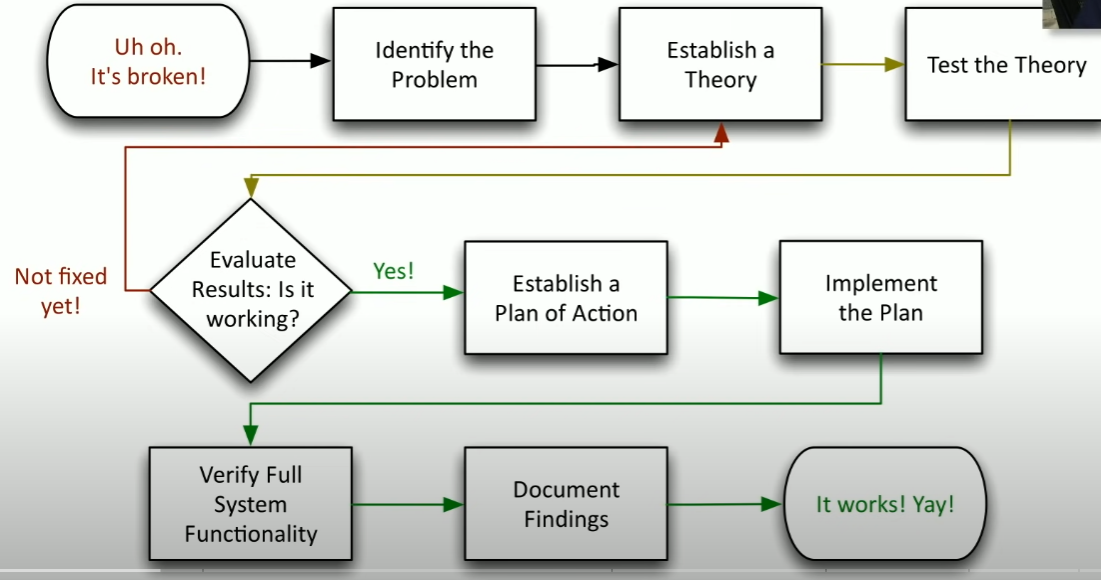 Uh oh.
It's broken!
Identify the
Problem
Establish a
Theory
Test the Theory
Not fixed
yet!
Evaluate
Results: Is it
working?
Yes!
Establish a
Plan of Action
Implement
the Plan
Verify Full
System
Functionality
Document
Findings
It works! Yay!